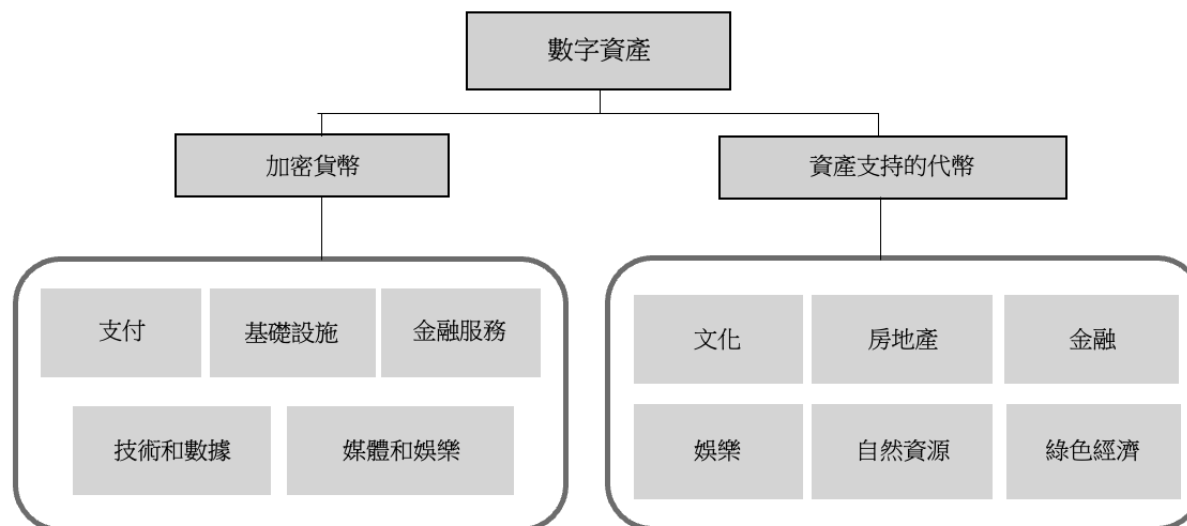 數字資產
加密貨幣
資產支持的代幣
支付
基礎設施
金融服務
技術和數據
媒體和娛樂
文化
房地產
金融
娛樂
自然資源
綠色經濟